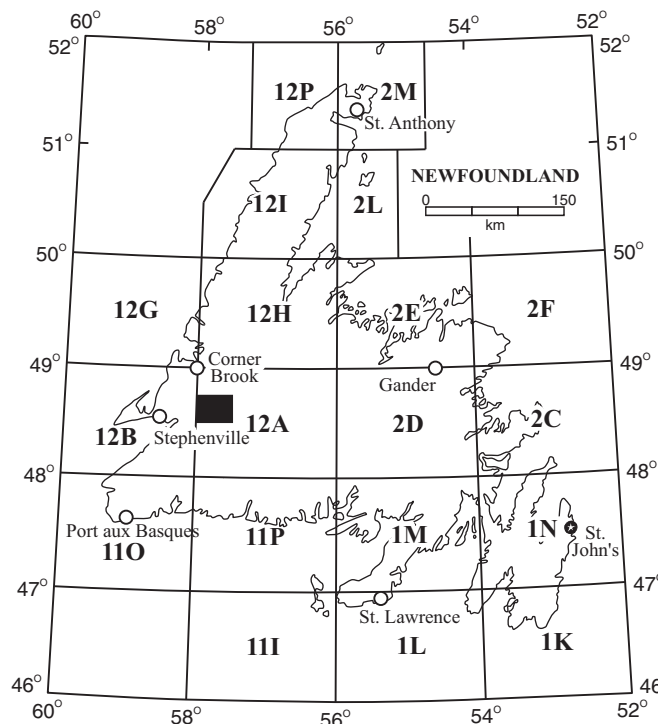 60° 58° 56° 54° 52°
52° 52°
12P 2M
St. Anthony
51° 51°
NEWFOUNDLAND
12I 2L
0 150
km
50° 50°
12G 12H 2E 2F
49° 49°
Corner
Brook
Gander
12B 12A 2D 2C
Stephenville
48° 48°
Port aux Basques
11O 11P 1M 1N
St.
John's
47° 47°
St. Lawrence
11I 1L 1K
46° 46°
60° 58° 56° 54° 52°